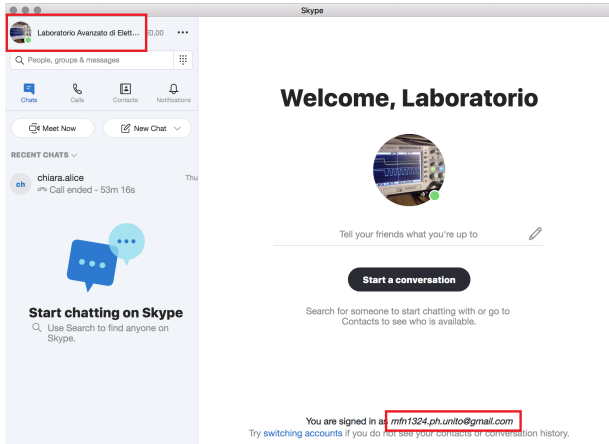 Skype
Laboratorio Avanzato di Elett... €0,00
People, groups & messages
Chats Calls Contacts Notifications
Meet Now New Chat
RECENT CHATS
ch chiara.alice Thu
Call ended - 53m 16s
Start chatting on Skype
Use Search to find anyone on
Skype.
Welcome, Laboratorio
Tell your friends what you're up to
Start a conversation
Search for someone to start chatting with or go to
Contacts to see who is available.
You are signed in as mfn1324.ph.unito@gmail.com
Try switching accounts if you do not see your contacts or conversation history.